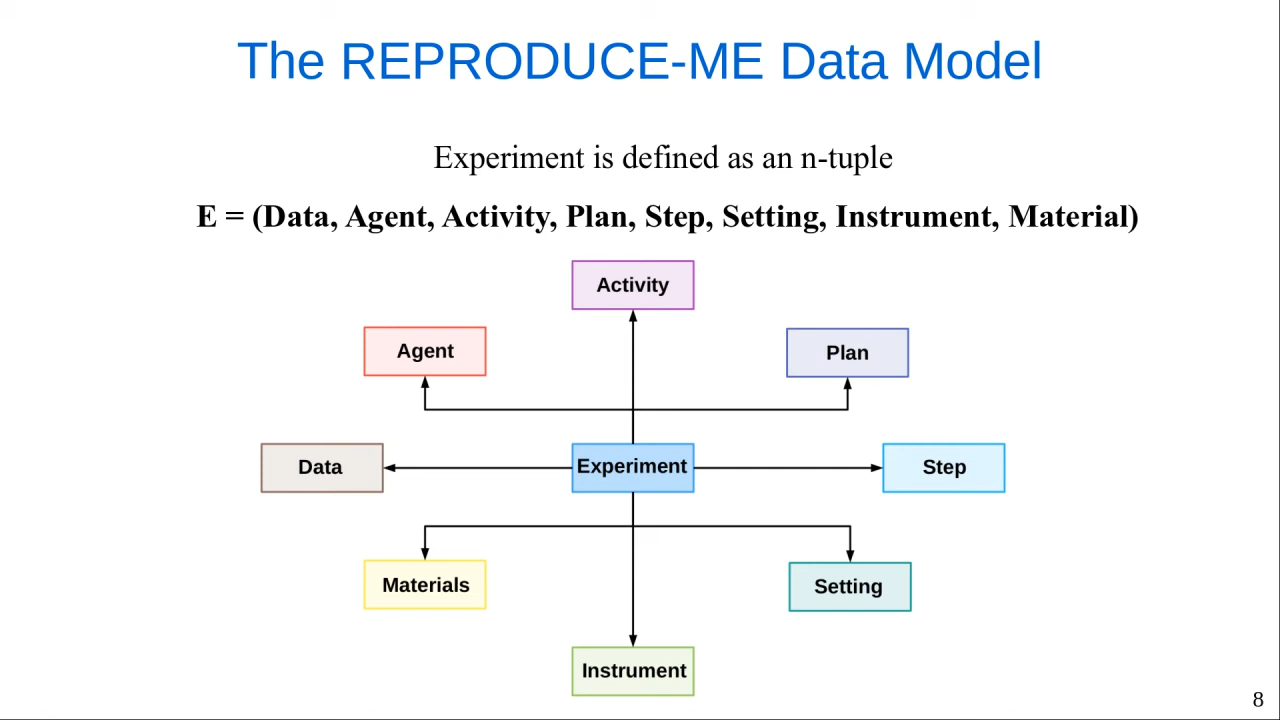 The REPRODUCE-ME Data Model
Experiment is defined as an n-tuple
E = (Data, Agent, Activity, Plan, Step, Setting, Instrument, Material)
Activity
Agent
Plan
Data
Experiment
Step
Materials
Setting
Instrument
8